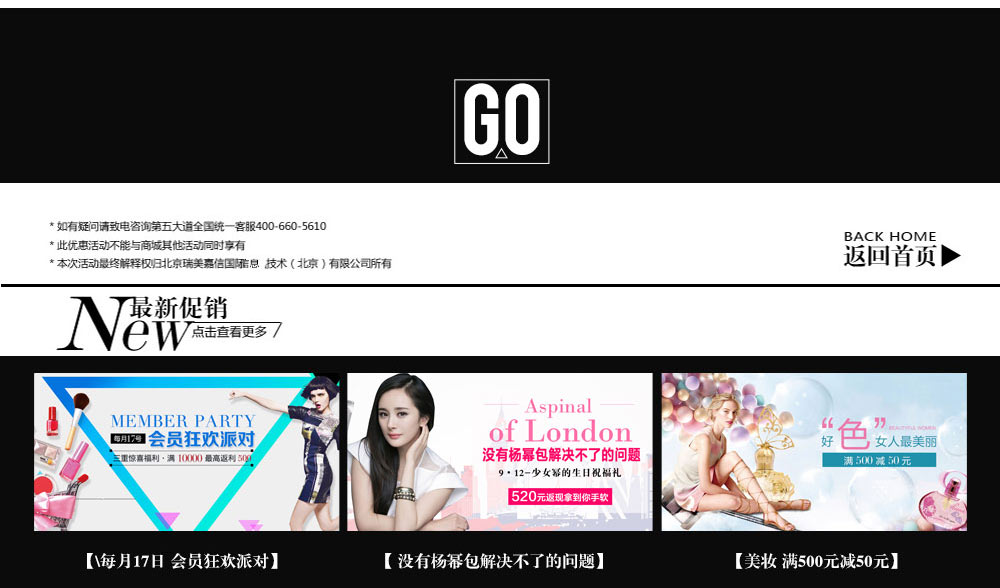 GO
* 如有疑问请致电咨询第五大道全国统一客服400-660-5610
* 此优惠活动不能与商城其他活动同时享有
* 本次活动最终解释权归北京瑞美嘉信国际信息 技术（北京）有限公司所有
BACK HOME
返回首页
New
最新促销
点击查看更多
MEMBER PARTY
每月17号 会员狂欢派对
三重惊喜福利·满 10000 最高返利 500
Aspinal
of London
没有杨幂包解决不了的问题
9·12-少女幂的生日祝福礼
520元返现拿到你手软
BEAUTIFUL WOMEN
好“色”女人最美丽
满 500 减 50 元
【\每月17日 会员狂欢派对】
【 没有杨幂包解决不了的问题】
【美妆 满500元减50元】